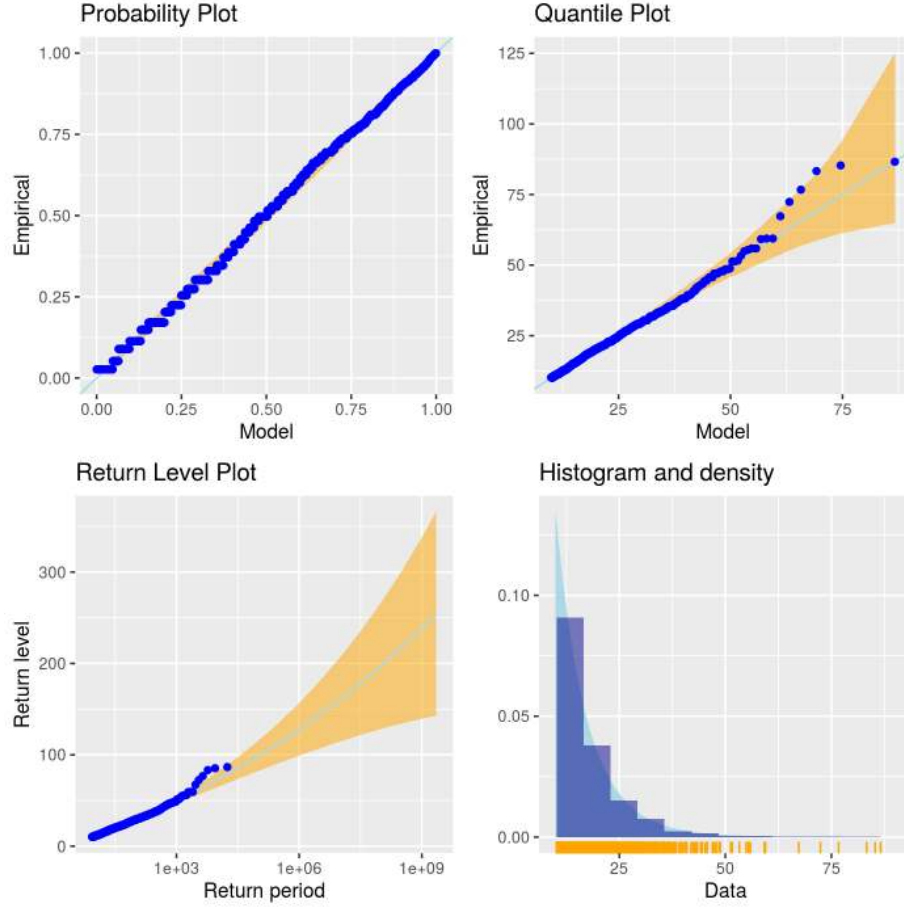 Probability Plot
1.00
0.75
0.50
0.25
0.00
Empirical
0.00 0.25 0.50 0.75 1.00
Model
Quantile Plot
125
100
75
50
25
Empirical
25 50 75
Model
Return Level Plot
300
200
100
0
Return level
1e+03 1e+06 1e+09
Return period
Histogram and density
0.10
0.05
0.00
25 50 75
Data